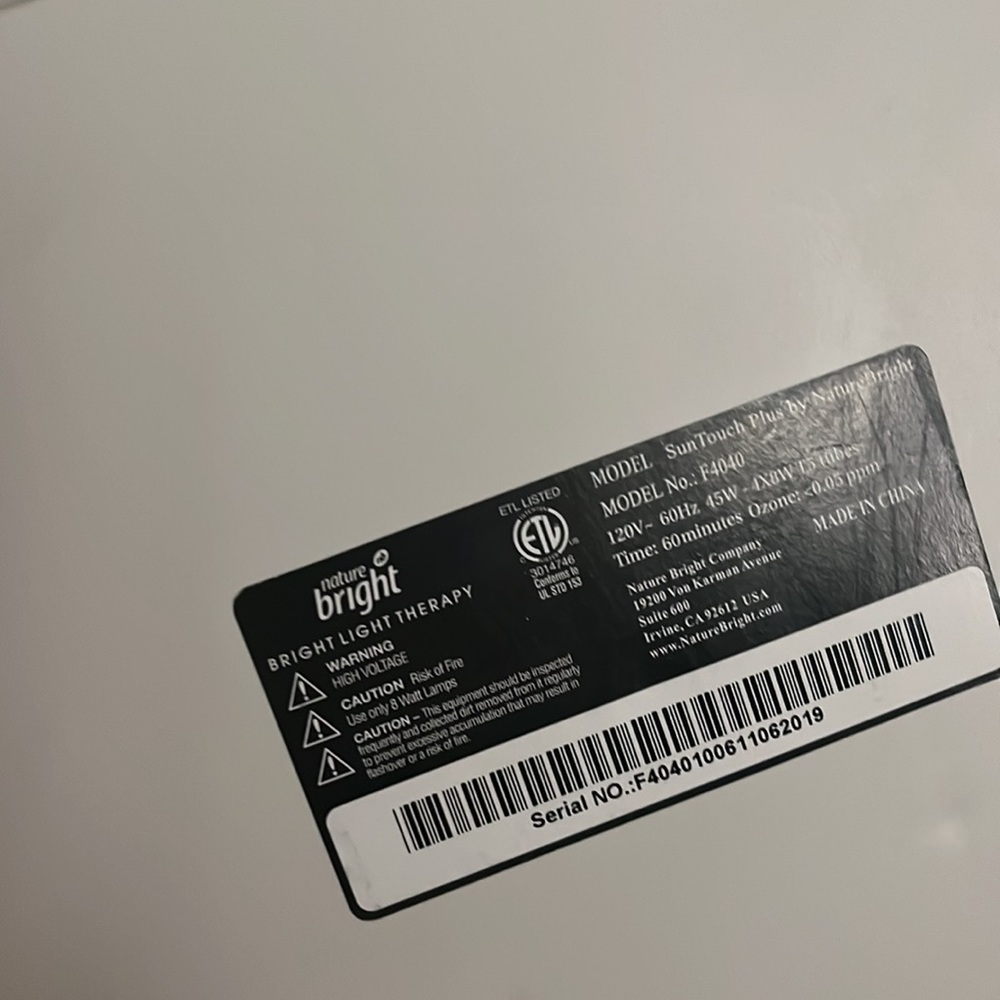 nature
bright
BRIGHT LIGHT THERAPY
WARNING
HIGH VOLTAGE
CAUTION Risk of Fire
Use only 8 Watt Lamps
CAUTION – This equipment should be inspected
frequently and collected dirt removed from it regularly
to prevent excessive accumulation that may result in
flashover or a risk of fire.
ETL LISTED
ETL
3014746
Conforms to
UL STD 153
MODEL SunTouch Plus by NatureBright
MODEL No.: F4040
120V~ 60Hz 45W - 4X8W T5 tubes
Time: 60minutes Ozone: <0.05 ppm
MADE IN CHINA
Nature Bright Company
19200 Von Karman Avenue
Suite 600
Irvine, CA 92612 USA
www.NatureBright.com
Serial NO.:F4040100611062019